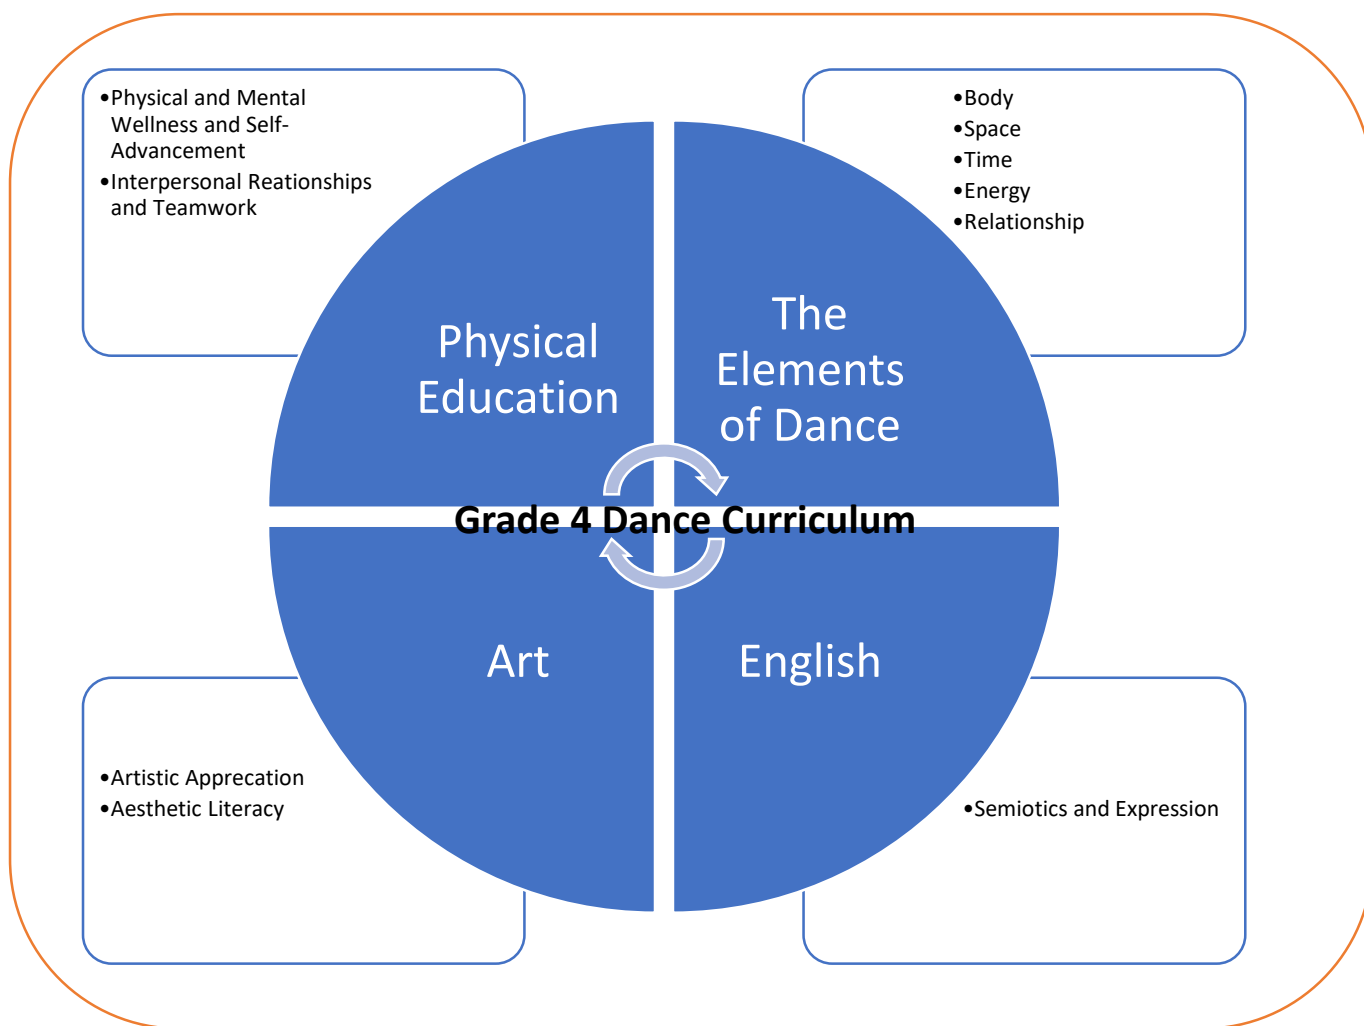 •Physical and Mental
Wellness and Self-
Advancement
•Interpersonal Reationships
and Teamwork
•Body
•Space
•Time
•Energy
•Relationship
Physical
Education
The
Elements
of Dance
Grade 4 Dance Curriculum
Art
English
•Artistic Apprecation
•Aesthetic Literacy
•Semiotics and Expression